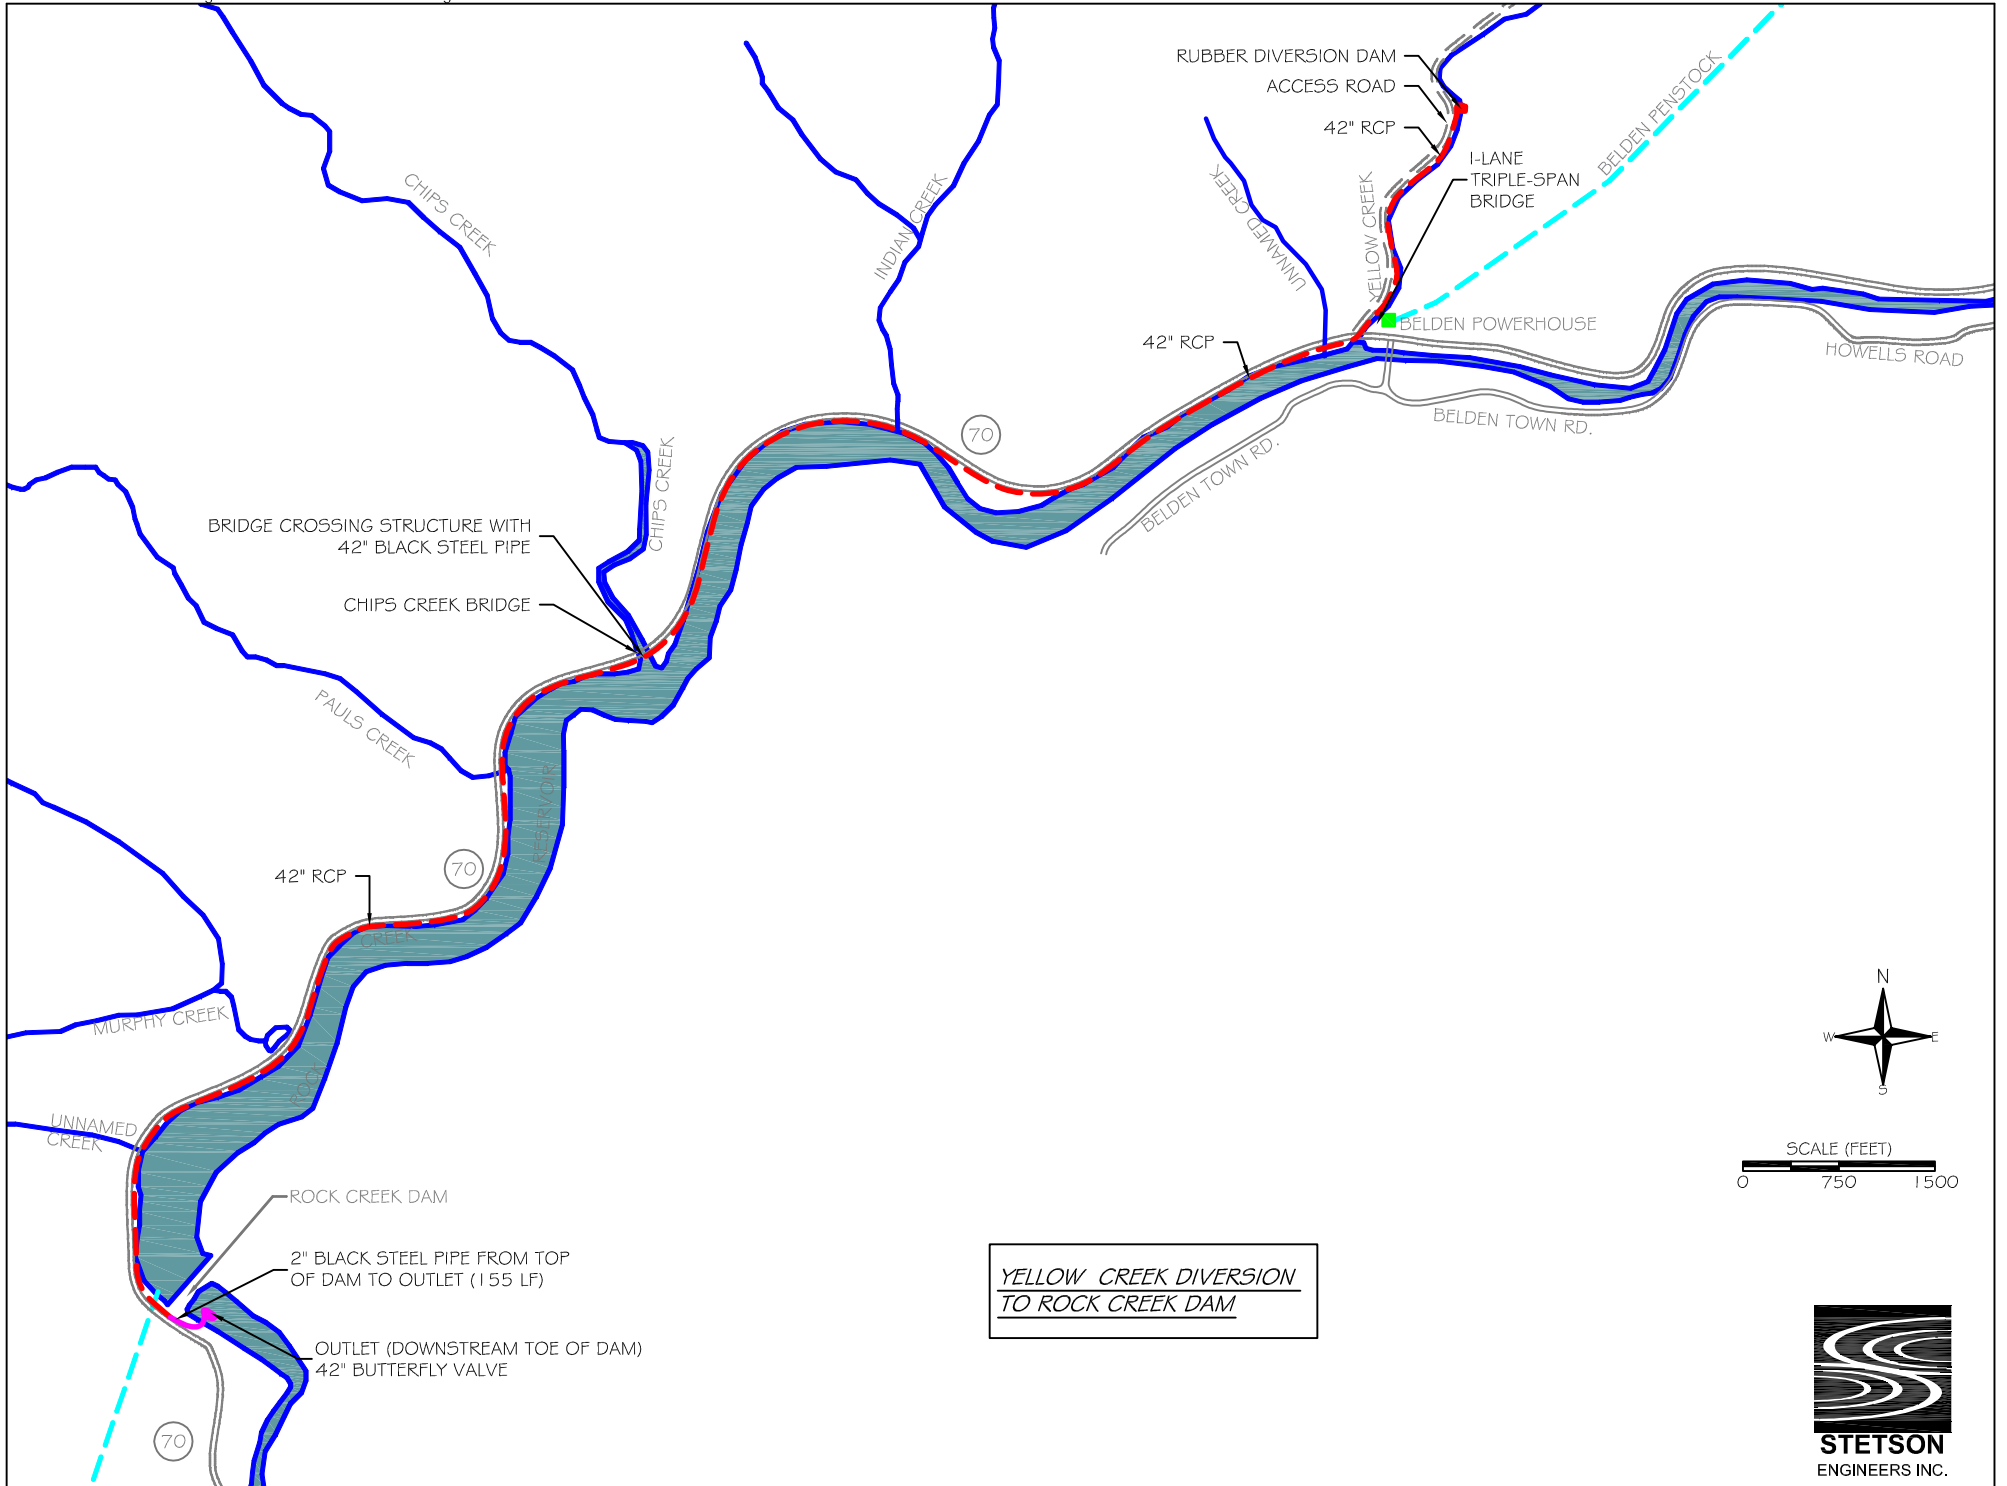 RUBBER DIVERSION DAM
ACCESS ROAD
42" RCP
1-LANE
TRIPLE-SPAN
BRIDGE
BELDEN PENSTOCK
CHIPS CREEK
INDIAN CREEK
UNNAMED CREEK
YELLOW CREEK
BELDEN POWERHOUSE
HOWELLS ROAD
42" RCP
BELDEN TOWN RD.
BELDEN TOWN RD.
70
CHIPS CREEK
BRIDGE CROSSING STRUCTURE WITH
42" BLACK STEEL PIPE
CHIPS CREEK BRIDGE
PAULS CREEK
RESERVOIR
70
42" RCP
CREEK
MURPHY CREEK
ROCK
UNNAMED
CREEK
N
W
E
S
SCALE (FEET)
0 750 1500
ROCK CREEK DAM
2" BLACK STEEL PIPE FROM TOP
OF DAM TO OUTLET (155 LF)
OUTLET (DOWNSTREAM TOE OF DAM)
42" BUTTERFLY VALVE
70
YELLOW CREEK DIVERSION
TO ROCK CREEK DAM
STETSON
ENGINEERS INC.